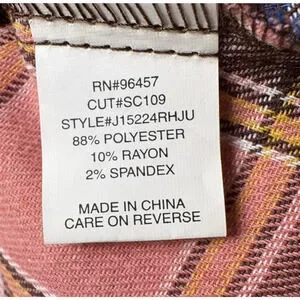 RN#96457
CUT#SC109
STYLE#J15224RHJU
88% POLYESTER
10% RAYON
2% SPANDEX
MADE IN CHINA
CARE ON REVERSE